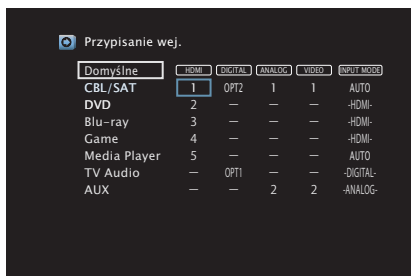 Przypisanie wej.
Domyślne HDMI DIGITAL ANALOG VIDEO INPUT MODE
CBL/SAT 1 OPT2 1 1 AUTO
DVD 2 – – – -HDMI-
Blu-ray 3 – – – -HDMI-
Game 4 – – – -HDMI-
Media Player 5 – – – AUTO
TV Audio – OPT1 – – -DIGITAL-
AUX – – 2 2 -ANALOG-